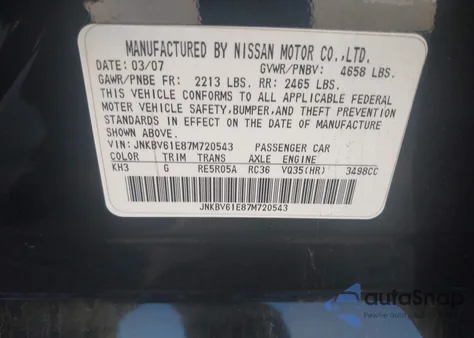 MANUFACTURED BY NISSAN MOTOR CO.,LTD.
DATE: 03/07 GVWR/PNBV: 4658 LBS.
GAWR/PNBE FR: 2213 LBS. RR: 2465 LBS.
THIS VEHICLE CONFORMS TO ALL APPLICABLE FEDERAL
MOTOR VEHICLE SAFETY,BUMPER,AND THEFT PREVENTION
STANDARDS IN EFFECT ON THE DATE OF MANUFACTURE
SHOWN ABOVE.
VIN: JNKBV61E87M720543 PASSENGER CAR
COLOR TRIM TRANS AXLE ENGINE
KH3 G RE5R05A RC36 VQ35(HR) 3498CC
JNKBV61E87M720543
autoSnap